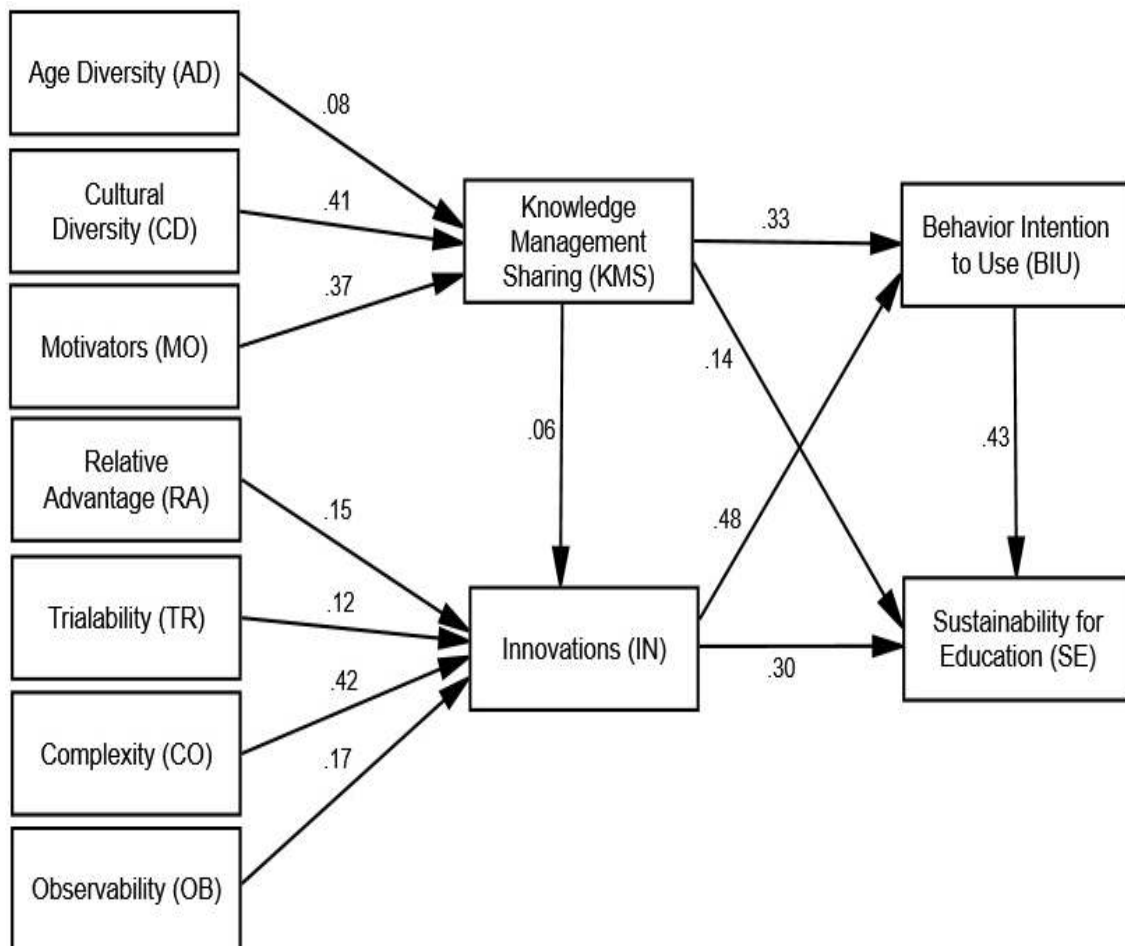 Age Diversity (AD)
.08
Cultural
Diversity (CD)
.41
Motivators (MO)
.37
Knowledge
Management
Sharing (KMS)
.33
Behavior Intention
to Use (BIU)
.14
.06
.43
Relative
Advantage (RA)
.15
Trialability (TR)
.12
Complexity (CO)
.42
Observability (OB)
.17
Innovations (IN)
.48
.30
Sustainability for
Education (SE)